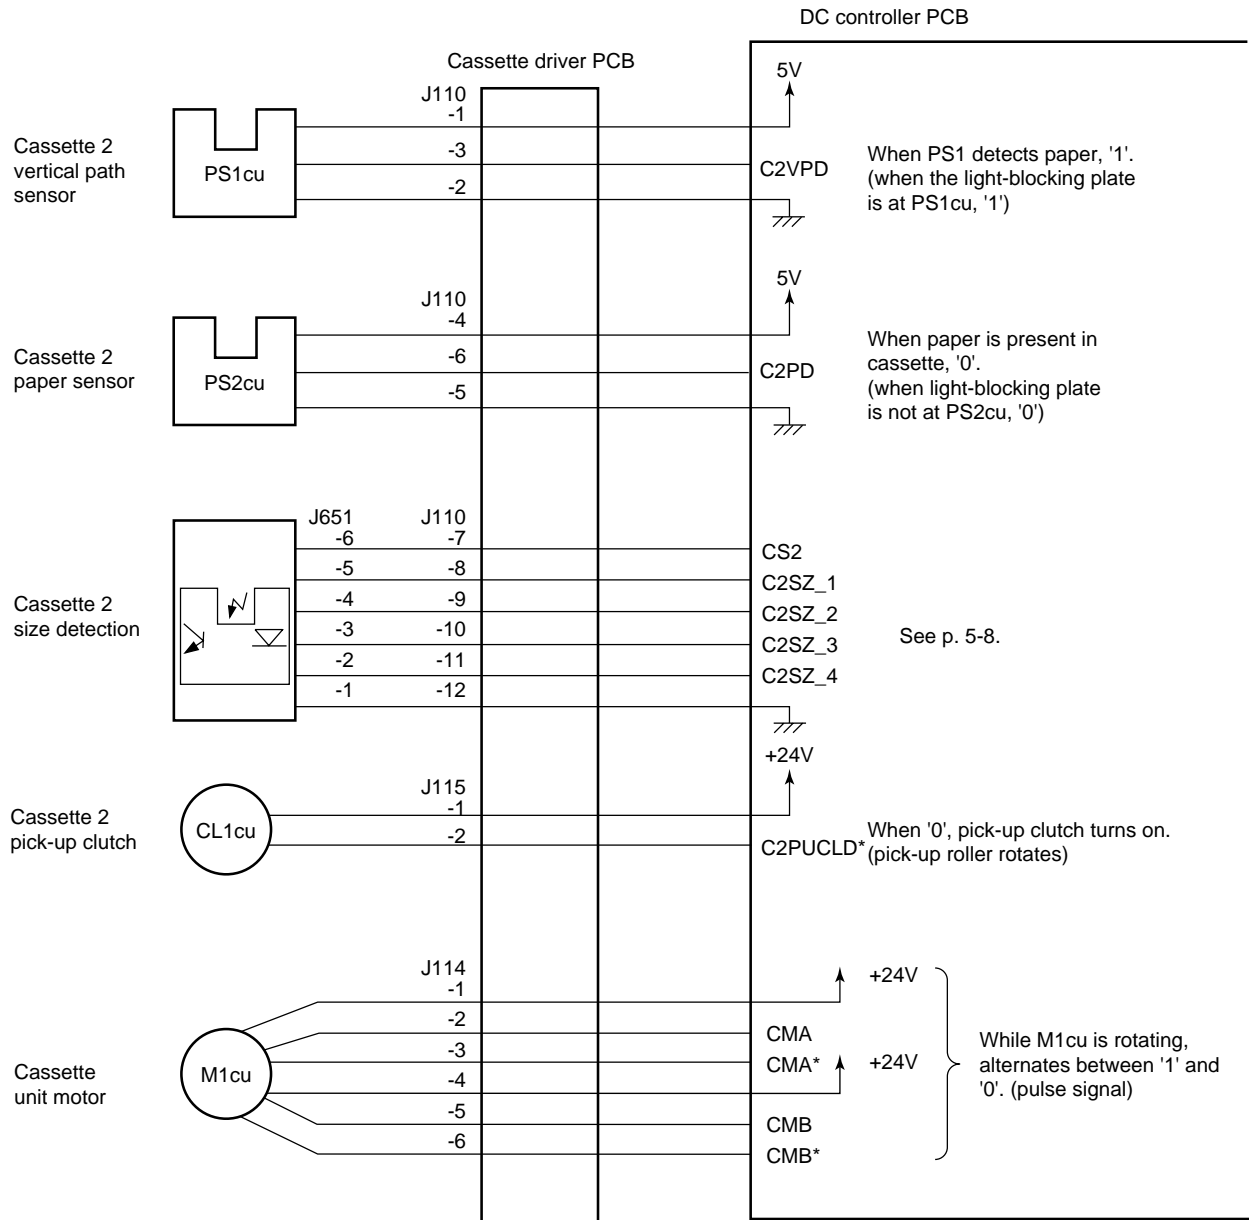 DC controller PCB
Cassette driver PCB
Cassette 2
vertical path
sensor
PS1cu
J110
-1
-3
-2
5V
C2VPD
When PS1 detects paper, '1'.
(when the light-blocking plate
is at PS1cu, '1')
Cassette 2
paper sensor
PS2cu
J110
-4
-6
-5
5V
C2PD
When paper is present in
cassette, '0'.
(when light-blocking plate
is not at PS2cu, '0')
Cassette 2
size detection
J651 J110
-6 -7
-5 -8
-4 -9
-3 -10
-2 -11
-1 -12
CS2
C2SZ_1
C2SZ_2
C2SZ_3
C2SZ_4
See p. 5-8.
Cassette 2
pick-up clutch
CL1cu
J115
-1
-2
+24V
C2PUCLD*
When '0', pick-up clutch turns on.
(pick-up roller rotates)
Cassette
unit motor
M1cu
J114
-1
-2
-3
-4
-5
-6
+24V
CMA
CMA*
+24V
CMB
CMB*
While M1cu is rotating,
alternates between '1' and
'0'. (pulse signal)